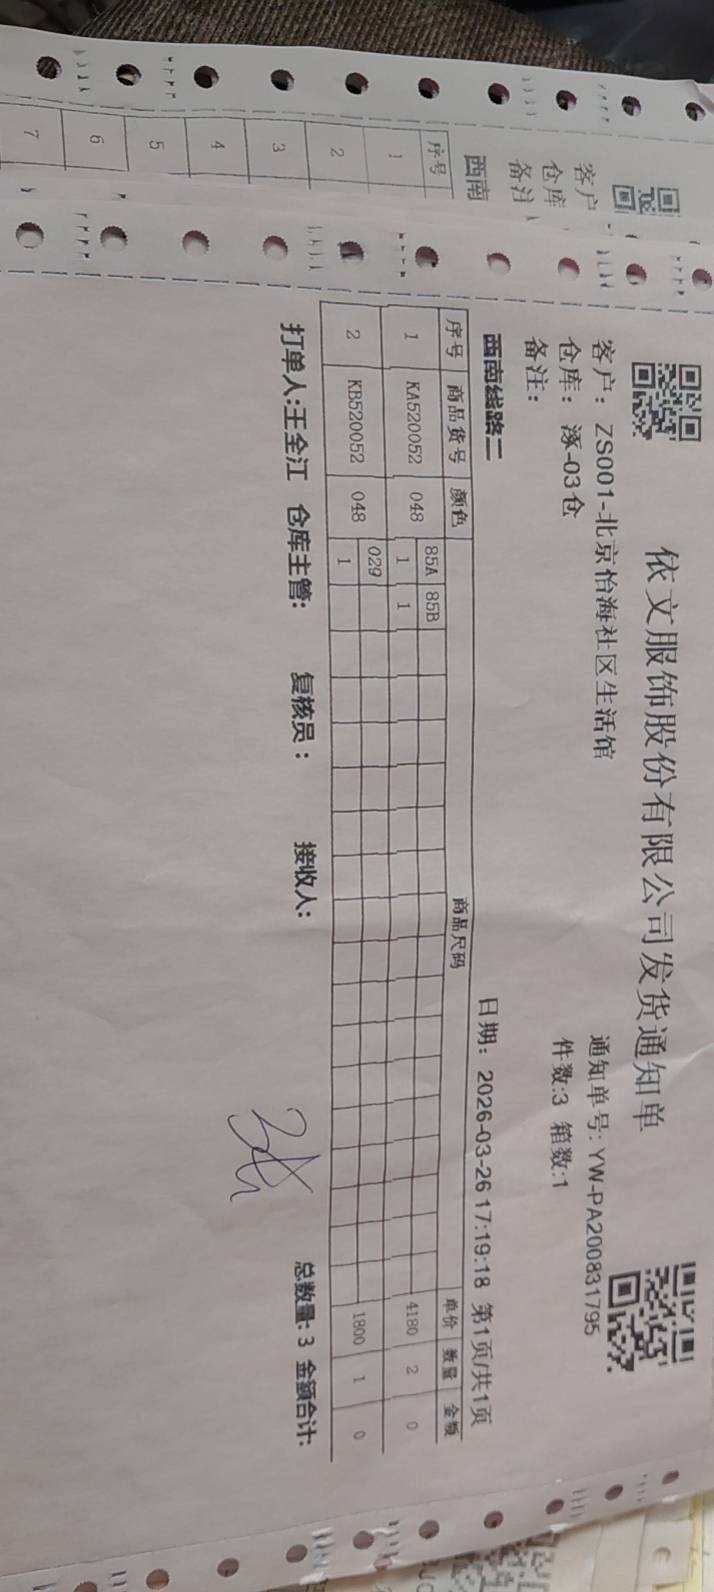 依文服饰股份有限公司发货通知单
客户：ZS001-北京怡海社区生活馆 通知单号：YW-PA200831795
仓库：涿-03仓 件数:3 箱数:1
备注：
西南线路二 日期：2026-03-26 17:19:18 第1页/共1页
序号 商品货号 颜色 商品尺码 单价 数量 金额
85A 85B
1 KA520052 048 1 1 4180 2 0
029
2 KB520052 048 1 1800 1 0
打单人:王全江 仓库主管: 复核员: 接收人: 总数量:3 金额合计:
客户
仓库
备注
西南
序号
1
2
3
4
5
6
7